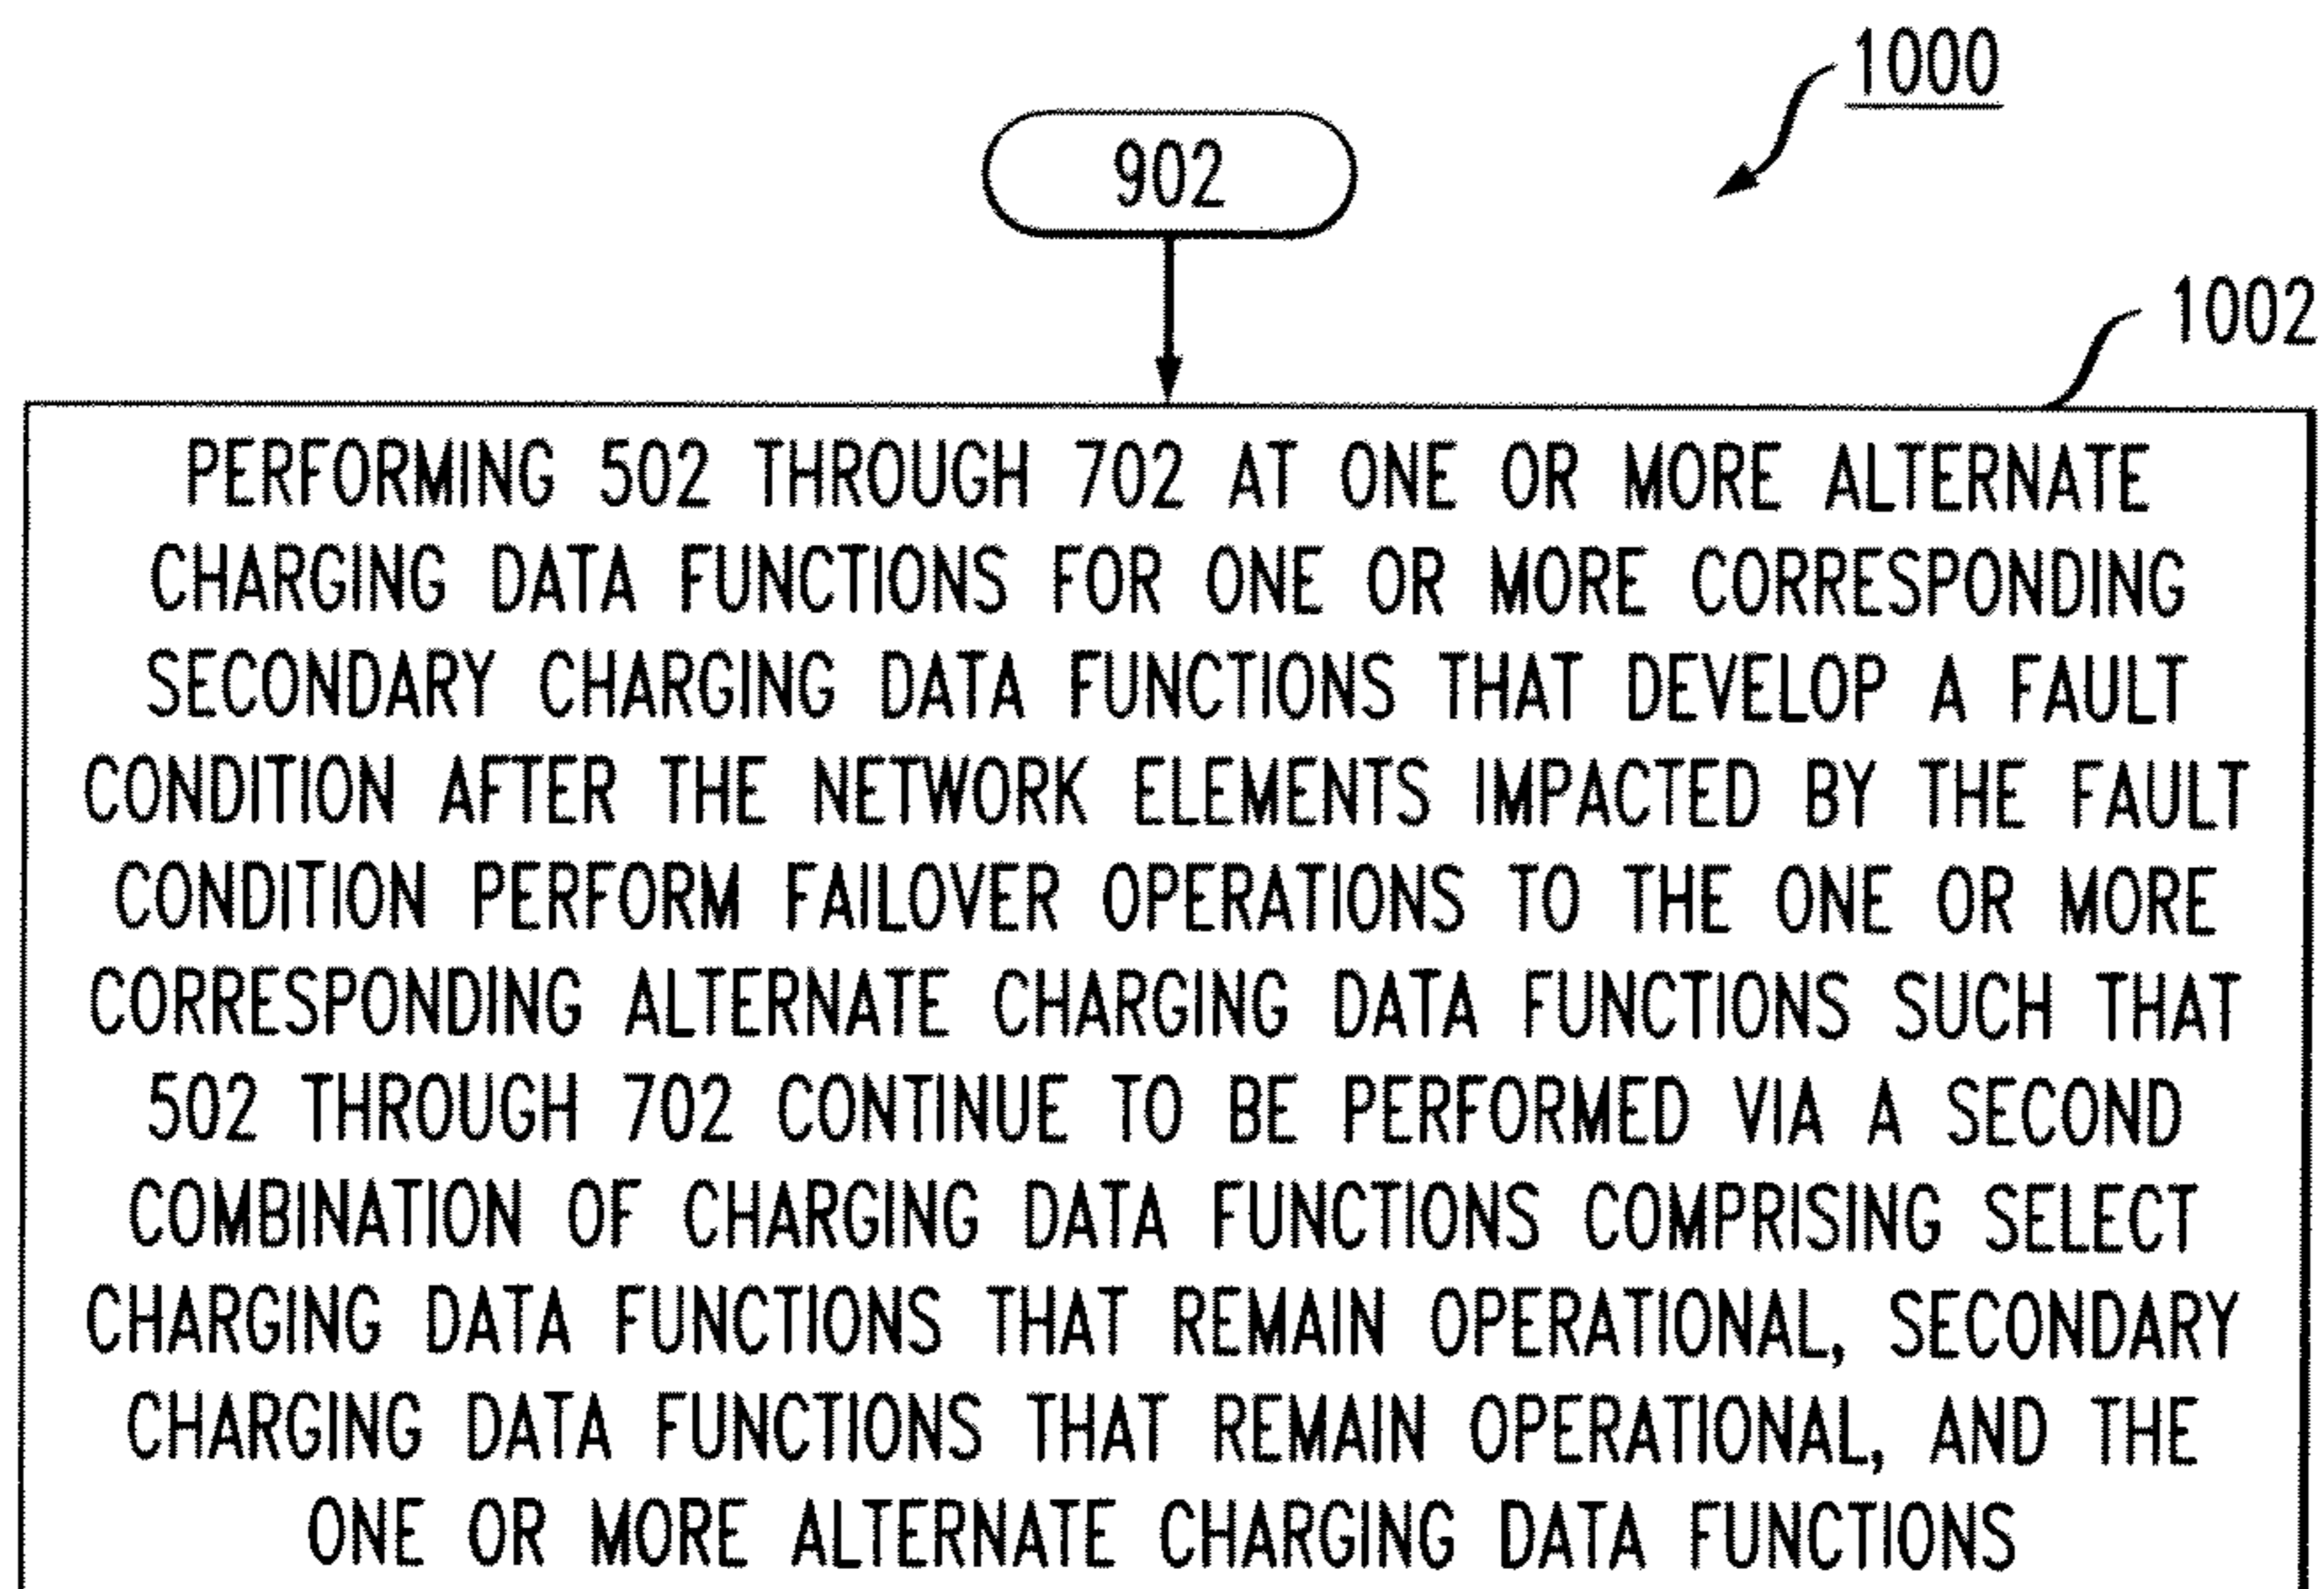 1000
902
1002
PERFORMING 502 THROUGH 702 AT ONE OR MORE ALTERNATE
CHARGING DATA FUNCTIONS FOR ONE OR MORE CORRESPONDING
SECONDARY CHARGING DATA FUNCTIONS THAT DEVELOP A FAULT
CONDITION AFTER THE NETWORK ELEMENTS IMPACTED BY THE FAULT
CONDITION PERFORM FAILOVER OPERATIONS TO THE ONE OR MORE
CORRESPONDING ALTERNATE CHARGING DATA FUNCTIONS SUCH THAT
502 THROUGH 702 CONTINUE TO BE PERFORMED VIA A SECOND
COMBINATION OF CHARGING DATA FUNCTIONS COMPRISING SELECT
CHARGING DATA FUNCTIONS THAT REMAIN OPERATIONAL, SECONDARY
CHARGING DATA FUNCTIONS THAT REMAIN OPERATIONAL, AND THE
ONE OR MORE ALTERNATE CHARGING DATA FUNCTIONS